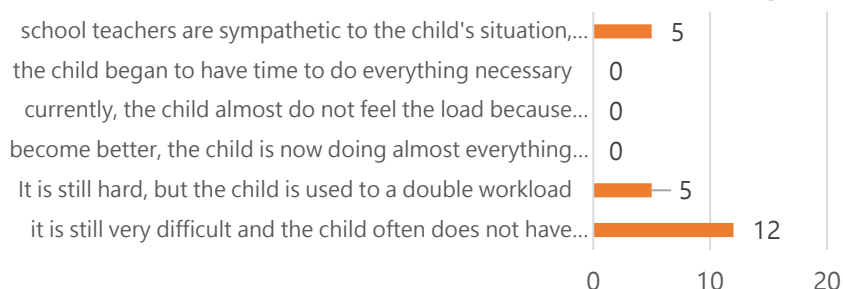 school teachers are sympathetic to the child's situation,... 5
the child began to have time to do everything necessary 0
currently, the child almost do not feel the load because... 0
become better, the child is now doing almost everything... 0
It is still hard, but the child is used to a double workload 5
it is still very difficult and the child often does not have... 12
0 10 20